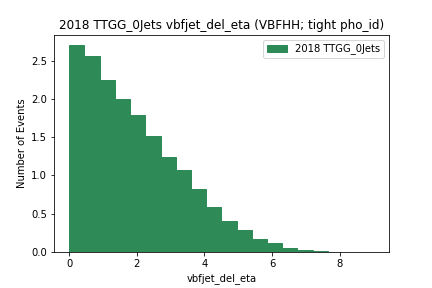 2018 TTGG_0Jets vbfjet_del_eta (VBFHH; tight pho_id)
2018 TTGG_0Jets
Number of Events
2.5
2.0
1.5
1.0
0.5
0.0
0 2 4 6 8
vbfjet_del_eta